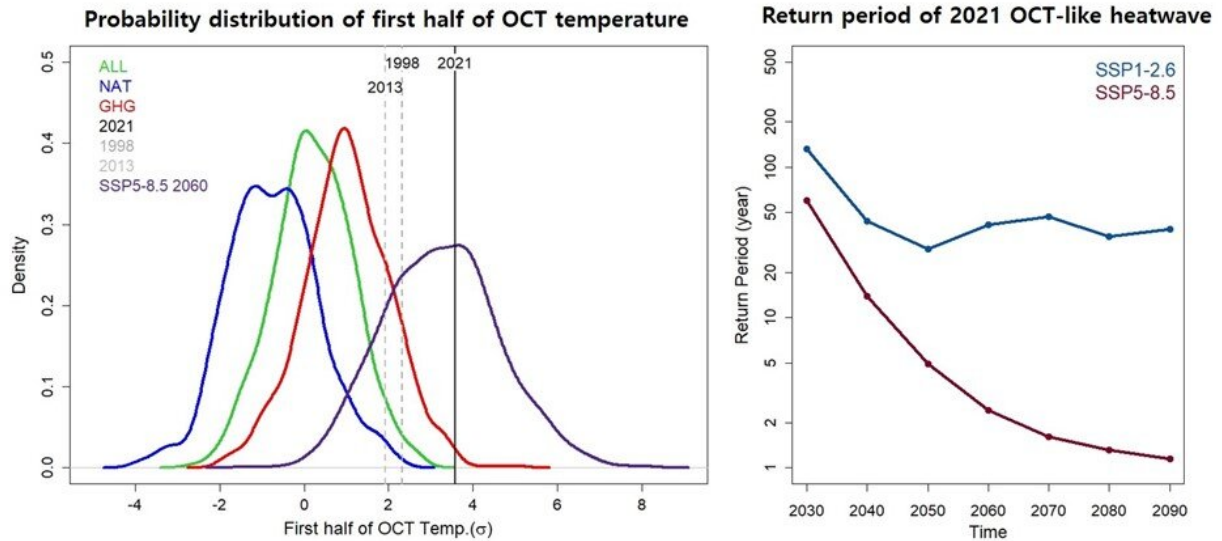 Probability distribution of first half of OCT temperature
ALL
NAT
GHG
2021
1998
2013
SSP5-8.5 2060
1998
2021
2013
Density
0.5
0.4
0.3
0.2
0.1
0.0
-4
-2
0
2
4
6
8
First half of OCT Temp.(σ)
Return period of 2021 OCT-like heatwave
SSP1-2.6
SSP5-8.5
Return Period (year)
500
200
100
50
20
10
5
2
1
2030
2040
2050
2060
2070
2080
2090
Time